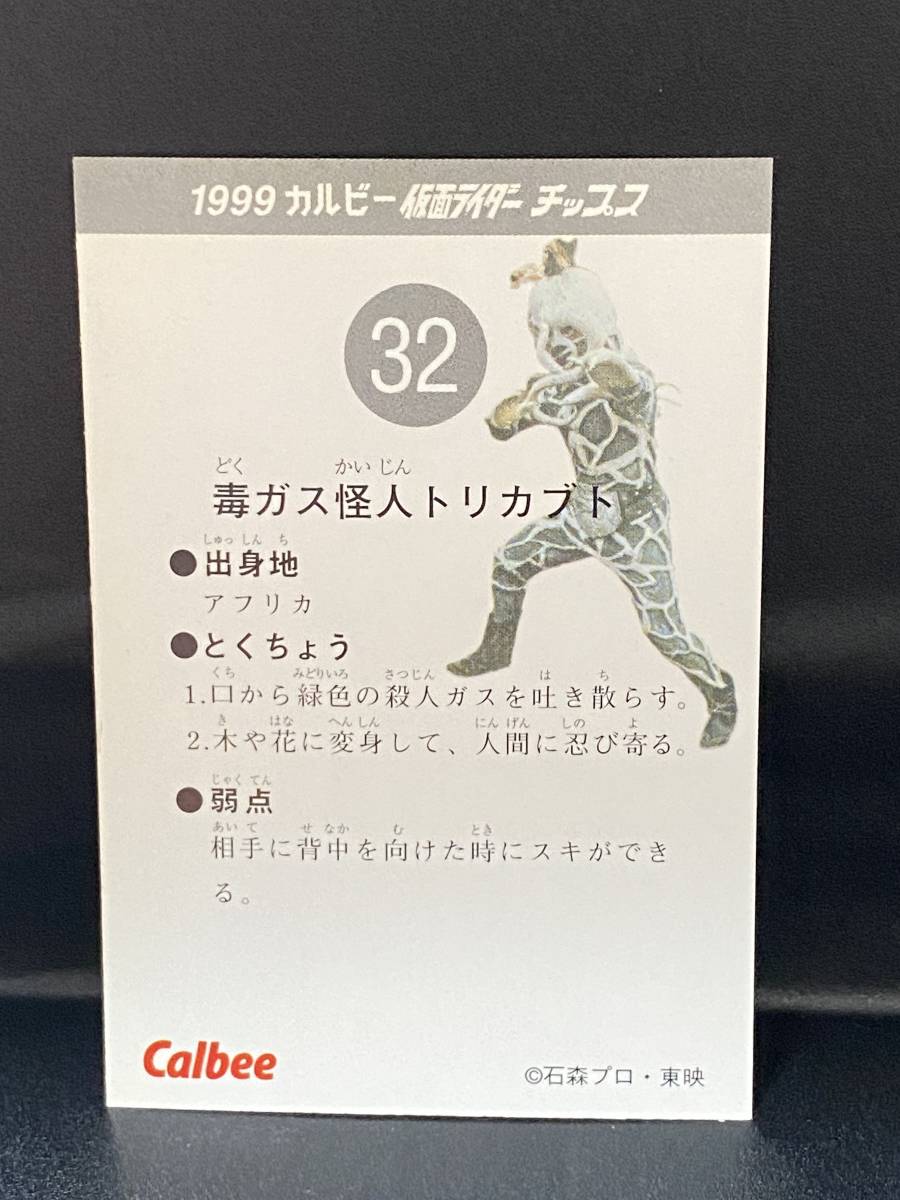 1999 カルビー 仮面ライダー チップス
32
どく かいじん
毒ガス怪人トリカブト
しゅっしん ち
●出身地
アフリカ
●とくちょう
くち みどりいろ さつじん は ち
1.口から緑色の殺人ガスを吐き散らす。
き はな へんしん にんげん しの よ
2.木や花に変身して、人間に忍び寄る。
じゃくてん
●弱点
あいて せなか む とき
相手に背中を向けた時にスキができ
る。
Calbee
©石森プロ・東映